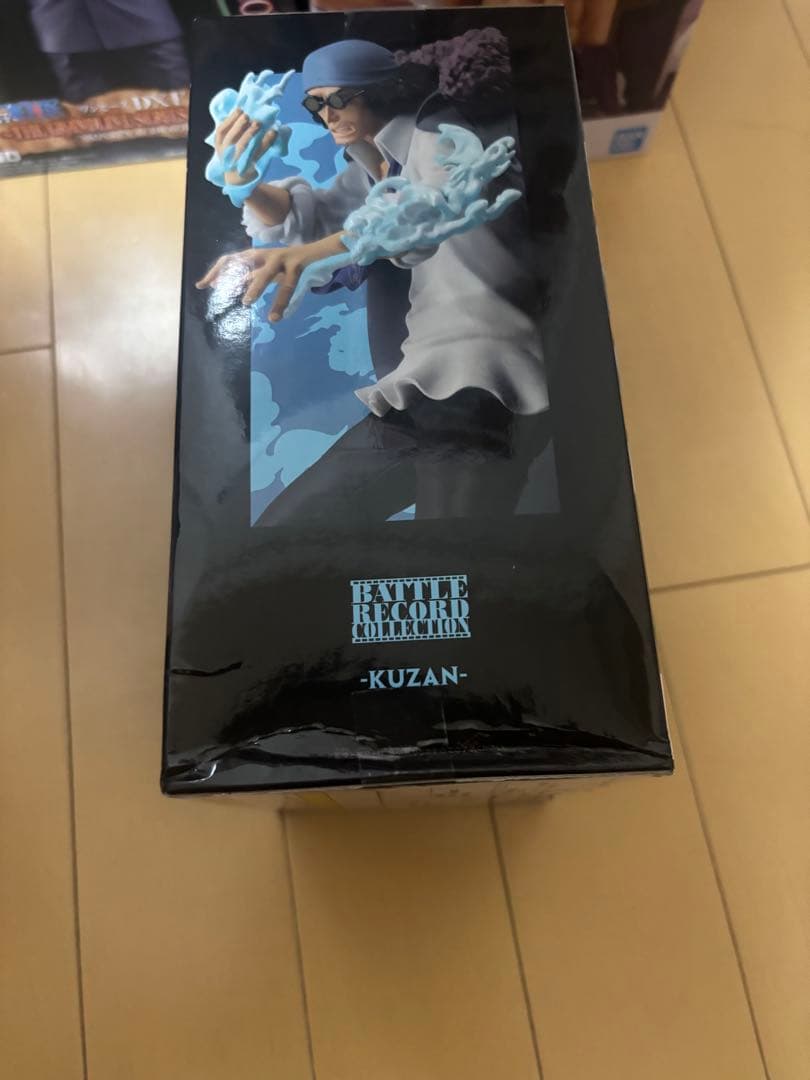 BATTLE
RECORD
COLLECTION
-KUZAN-